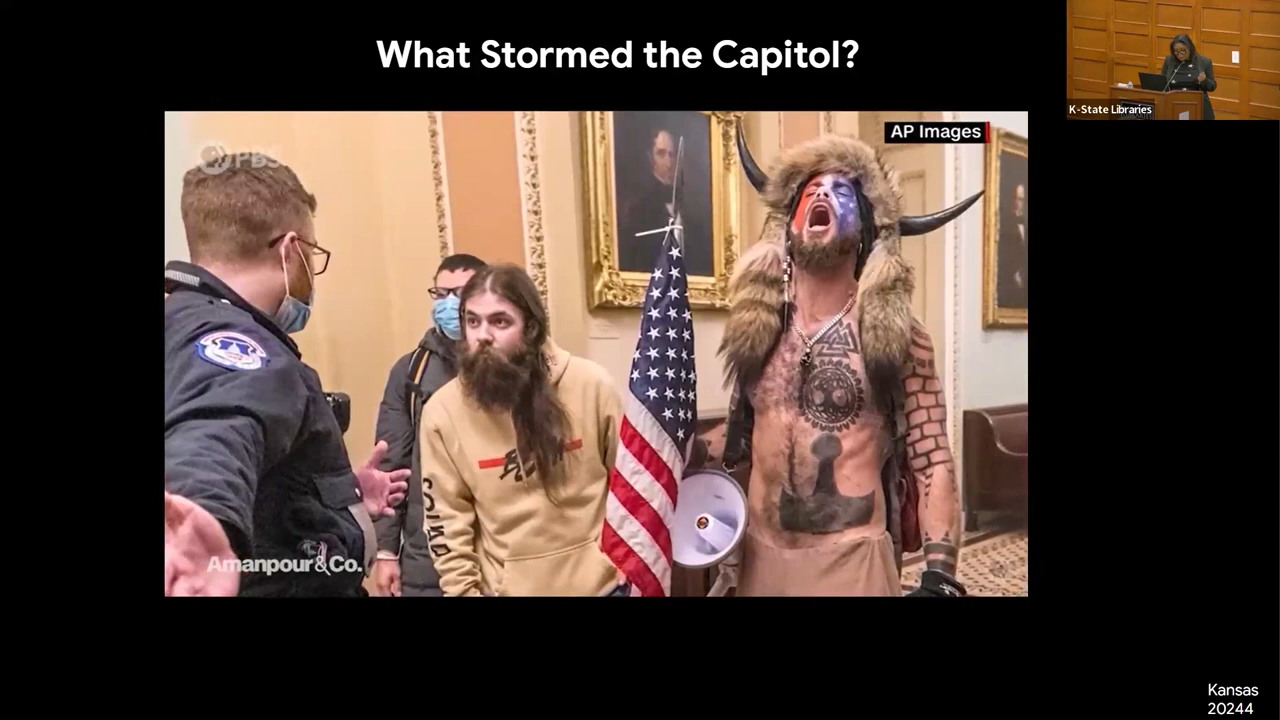 What Stormed the Capitol?
K-State Libraries
AP Images
PBS
Amanpour&Co.
Kansas
20244